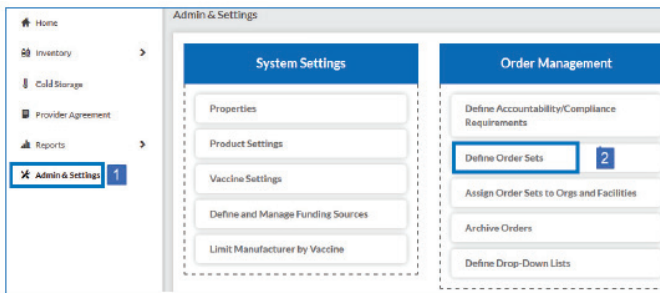 Admin & Settings
Home
Inventory
Cold Storage
Provider Agreement
Reports
Admin & Settings 1
System Settings
Properties
Product Settings
Vaccine Settings
Define and Manage Funding Sources
Limit Manufacturer by Vaccine
Order Management
Define Accountability/Compliance
Requirements
Define Order Sets 2
Assign Order Sets to Orgs and Facilities
Archive Orders
Define Drop-Down Lists